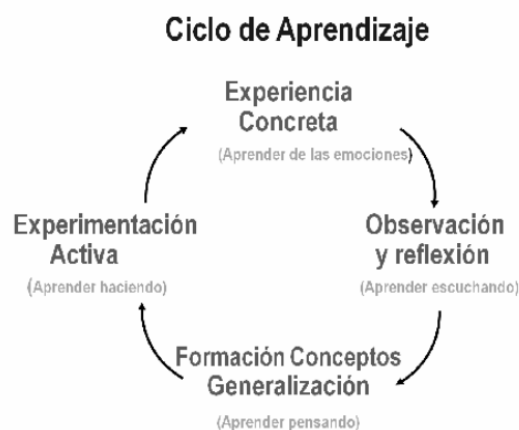 Ciclo de Aprendizaje
Experiencia
Concreta
(Aprender de las emociones)
Observación
y reflexión
(Aprender escuchando)
Formación Conceptos
Generalización
(Aprender pensando)
Experimentación
Activa
(Aprender haciendo)